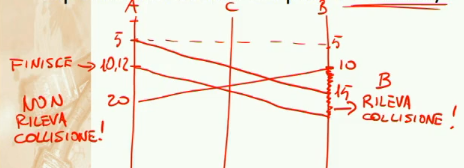 A C B
5 5
FINISCE → 10,12 10
15
20
NON
RILEVA
COLLISIONE!
B
RILEVA
COLLISIONE!